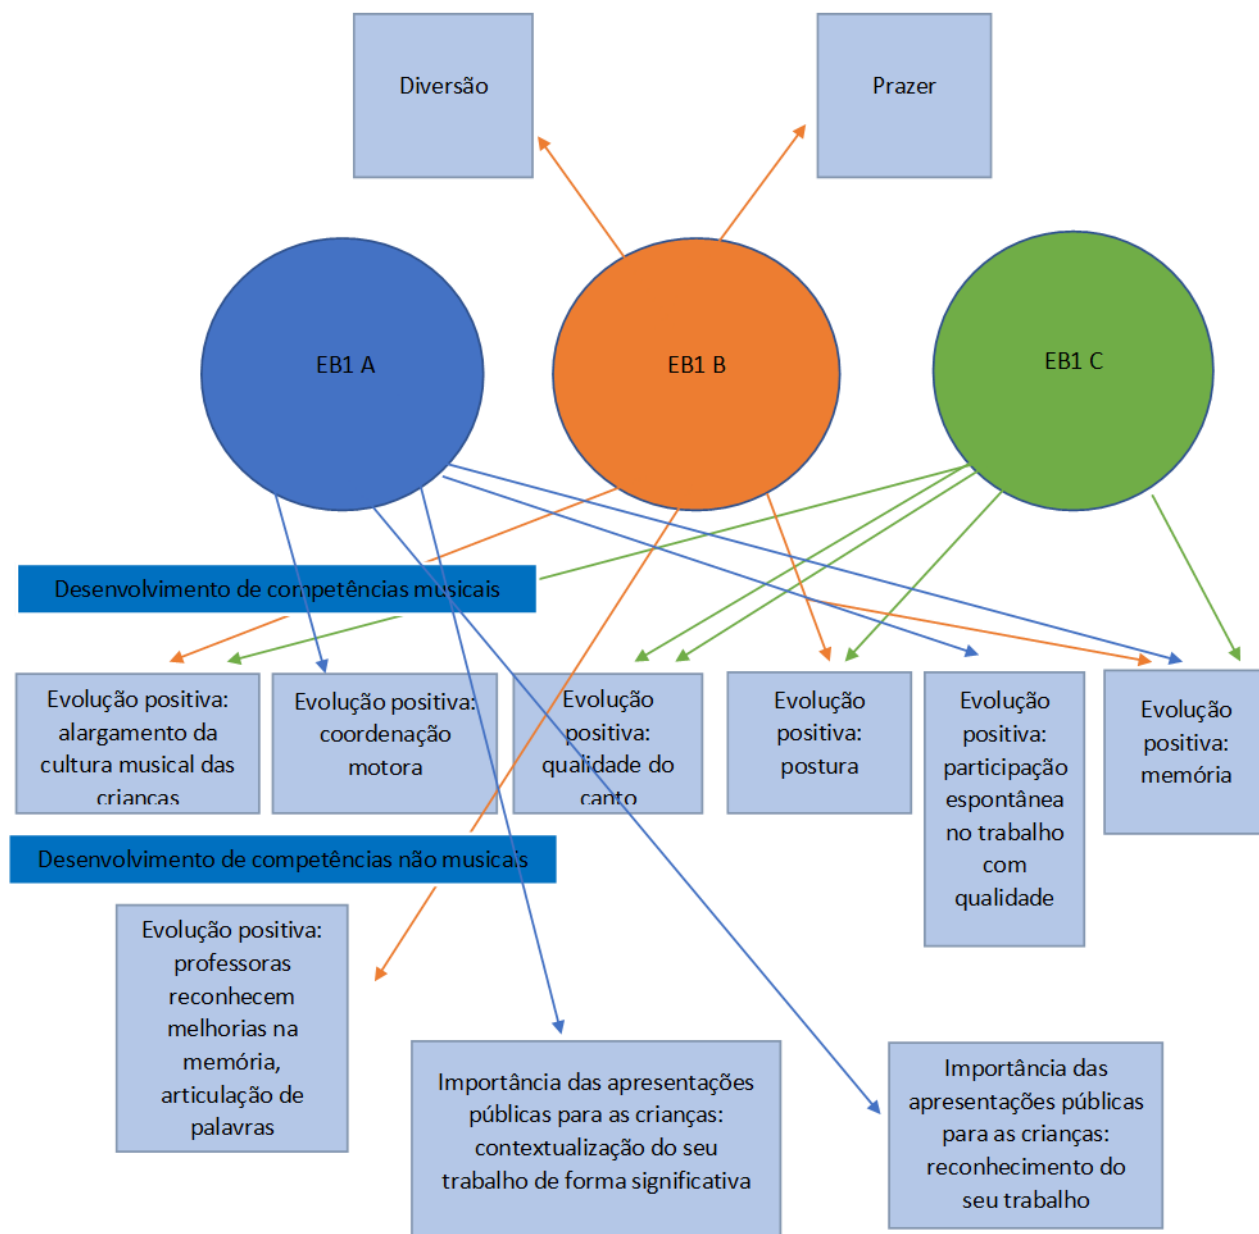 Diversão
Prazer
EB1 A
EB1 B
EB1 C
Desenvolvimento de competências musicais
Evolução positiva:
alargamento da
cultura musical das
crianças
Evolução positiva:
coordenação
motora
Evolução
positiva:
qualidade do
canto
Evolução
positiva:
postura
Evolução
positiva:
participação
espontânea
no trabalho
com
qualidade
Evolução
positiva:
memória
Desenvolvimento de competências não musicais
Evolução positiva:
professoras
reconhecem
melhorias na
memória,
articulação de
palavras
Importância das apresentações
públicas para as crianças:
contextualização do seu
trabalho de forma significativa
Importância das
apresentações públicas
para as crianças:
reconhecimento do
seu trabalho